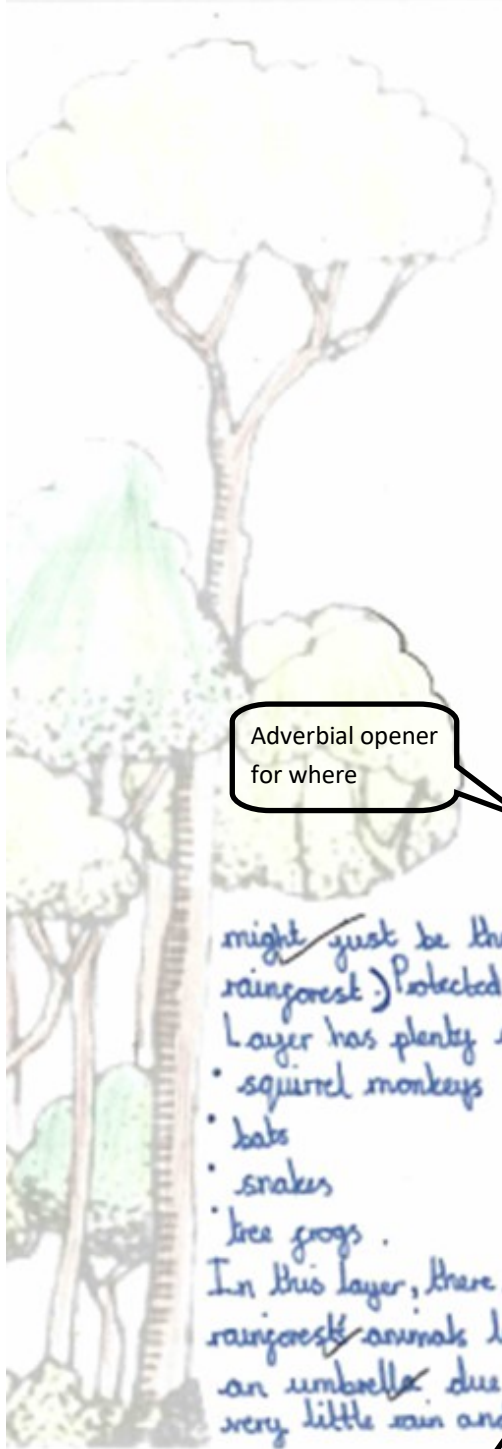 Adverbial opener
for where
might just be the
rainforest.) Protected
Layer has plenty
• squirrel monkeys
• bats
• snakes
• tree frogs.
In this layer, there
rainforest's animals
an umbrella due
very little rain and